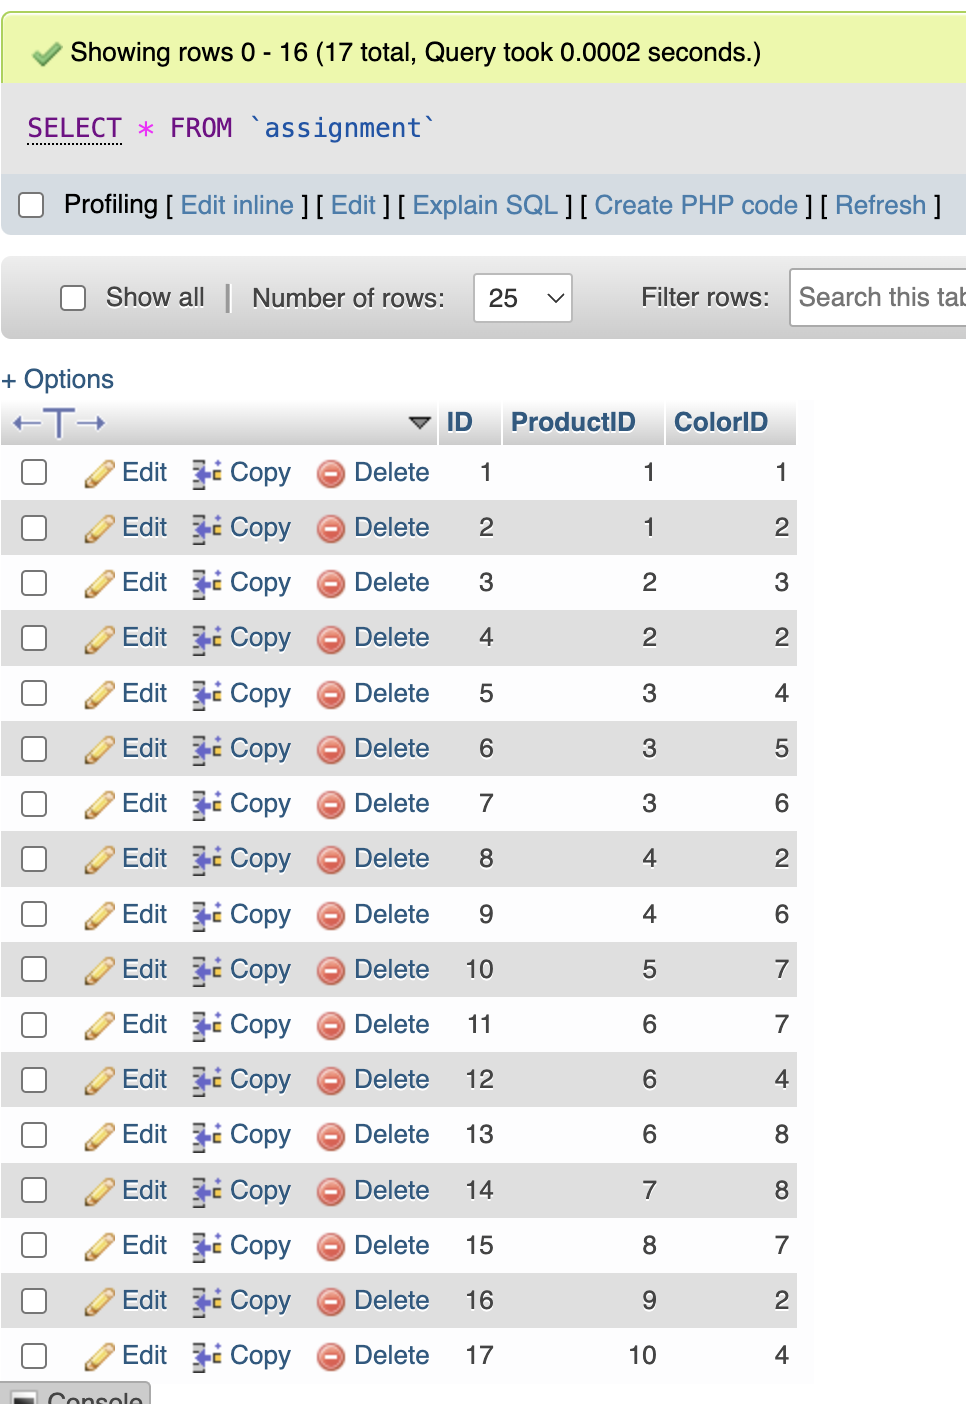 Showing rows 0 - 16 (17 total, Query took 0.0002 seconds.)
SELECT * FROM `assignment`
Profiling [ Edit inline ] [ Edit ] [ Explain SQL ] [ Create PHP code ] [ Refresh ]
Show all | Number of rows: 25 Filter rows: Search this tab
+ Options
←T→ ID ProductID ColorID
Edit Copy Delete 1 1 1
Edit Copy Delete 2 1 2
Edit Copy Delete 3 2 3
Edit Copy Delete 4 2 2
Edit Copy Delete 5 3 4
Edit Copy Delete 6 3 5
Edit Copy Delete 7 3 6
Edit Copy Delete 8 4 2
Edit Copy Delete 9 4 6
Edit Copy Delete 10 5 7
Edit Copy Delete 11 6 7
Edit Copy Delete 12 6 4
Edit Copy Delete 13 6 8
Edit Copy Delete 14 7 8
Edit Copy Delete 15 8 7
Edit Copy Delete 16 9 2
Edit Copy Delete 17 10 4
Console